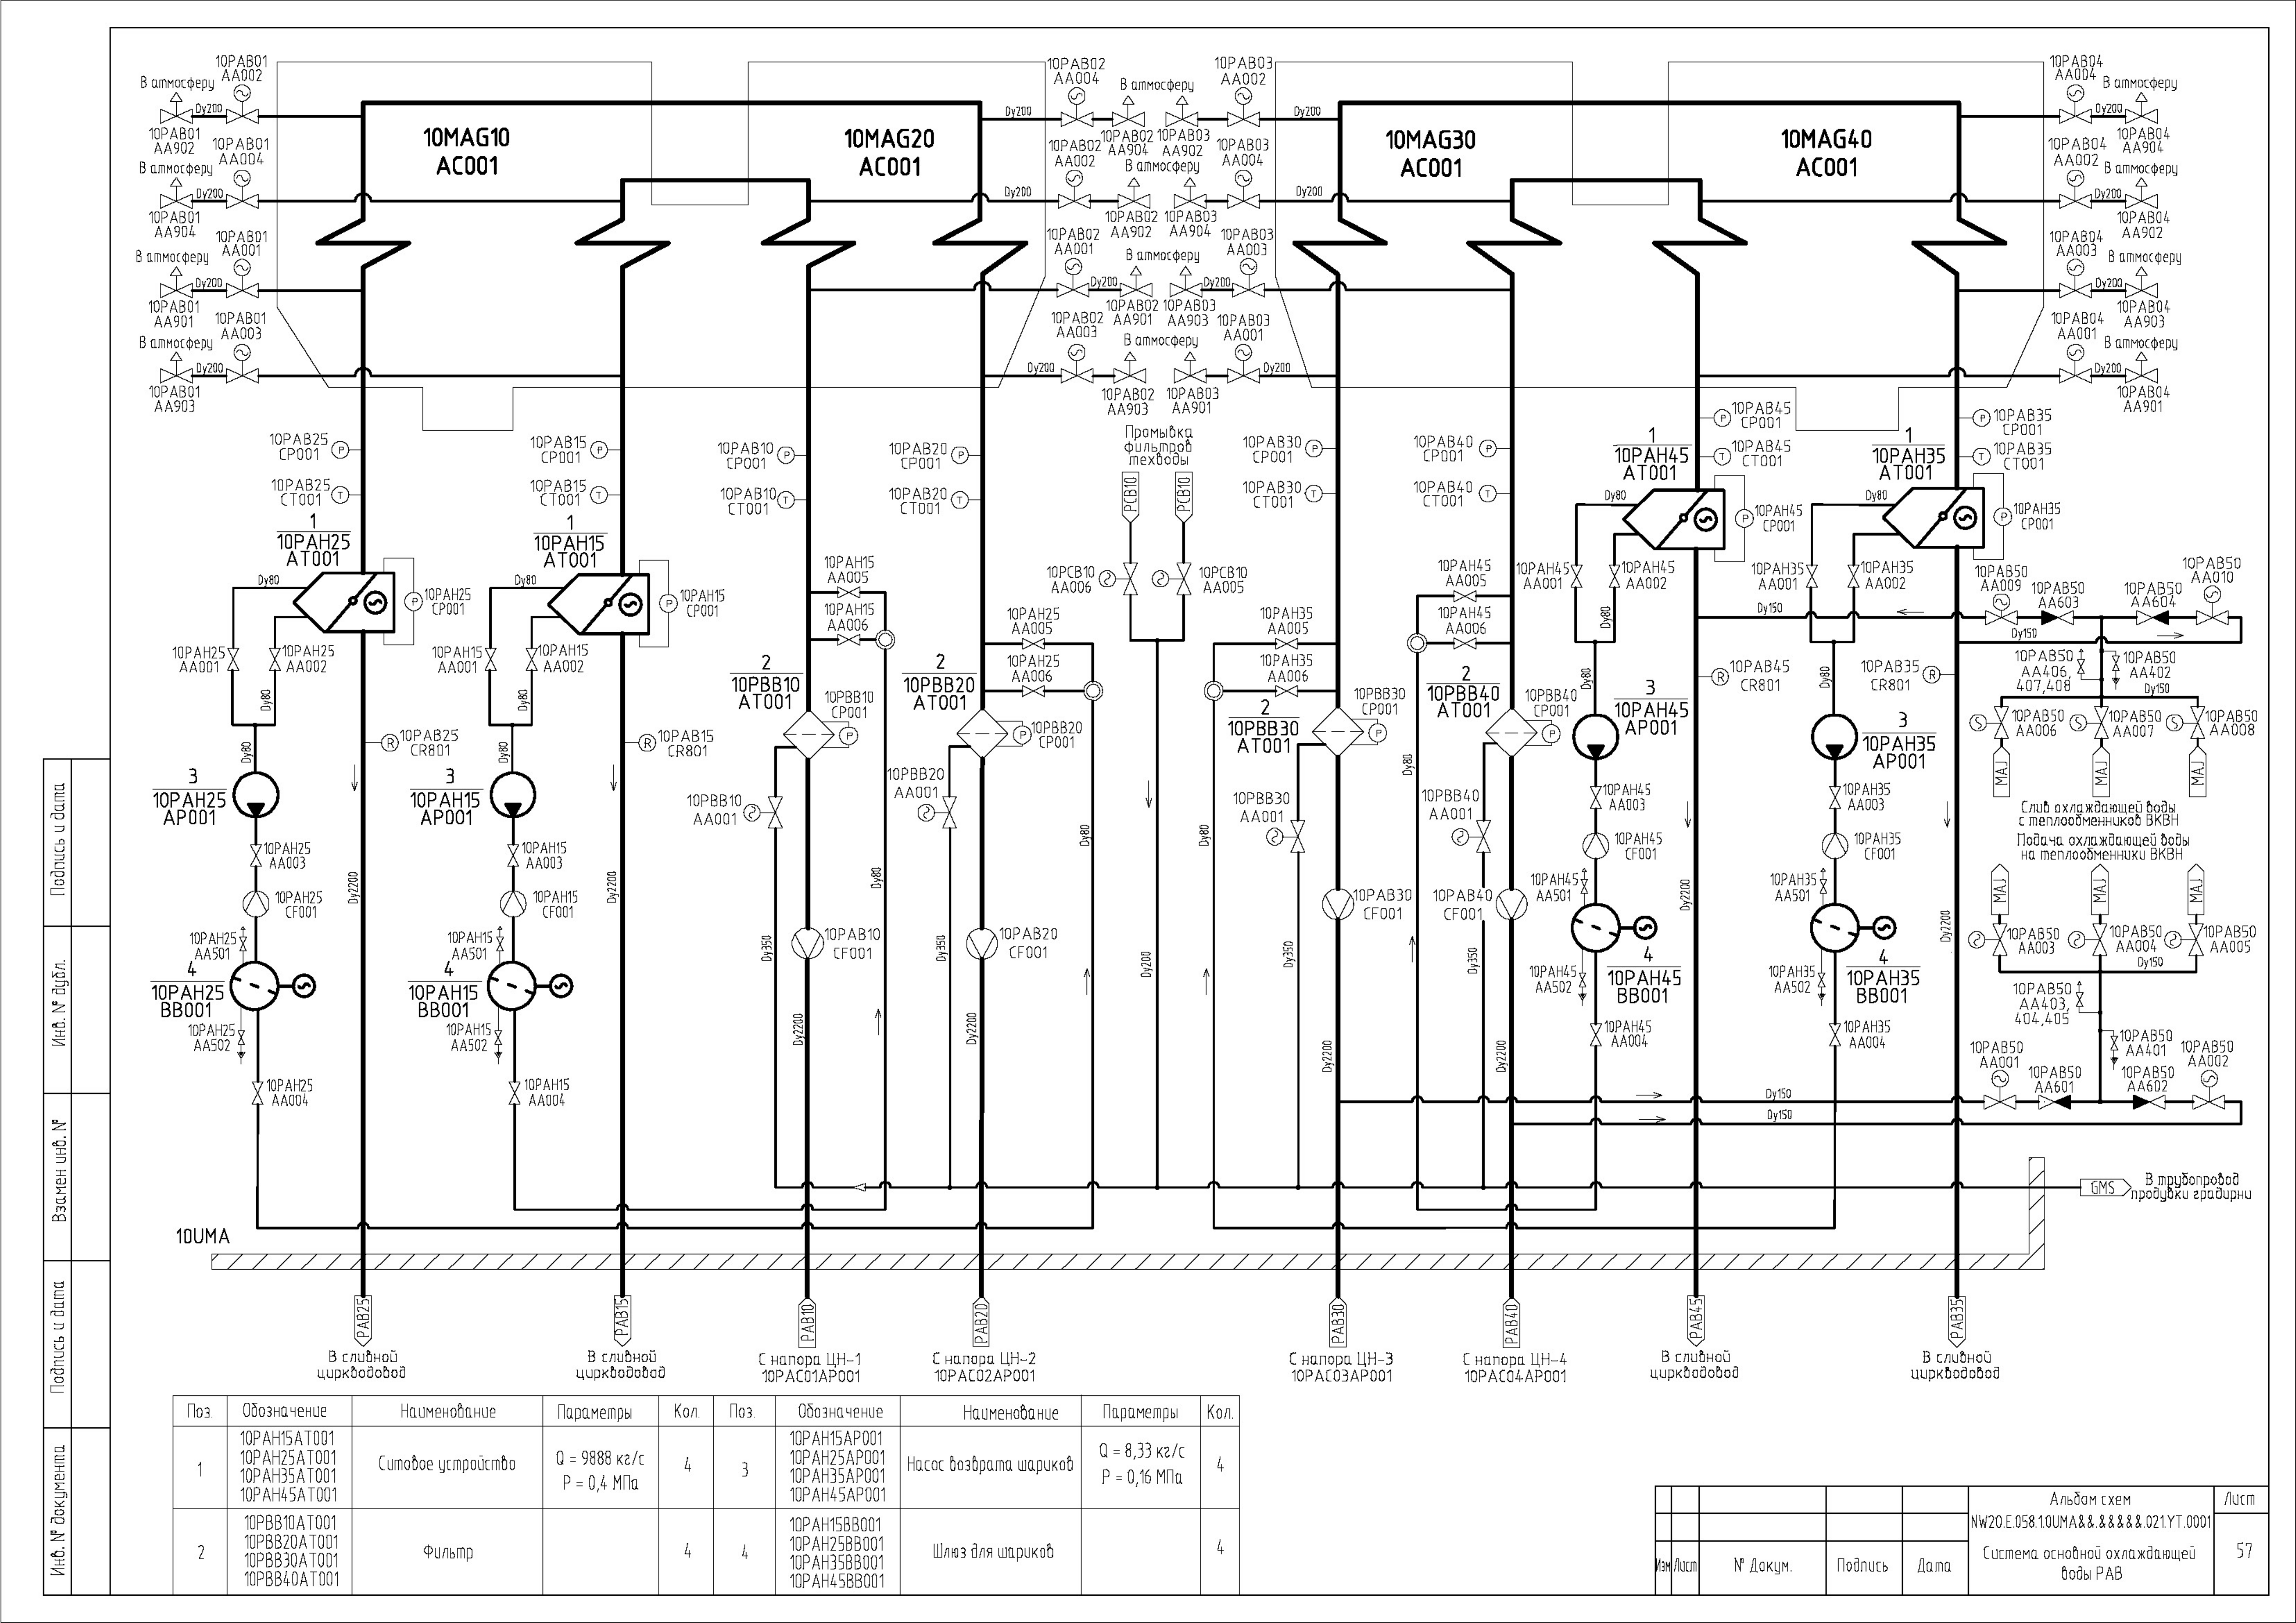 10PAB01
AA002
В атмосферу
Dy200
10PAB01
AA902
10PAB01
AA004
В атмосферу
Dy200
10PAB01
AA904
10PAB01
AA001
В атмосферу
Dy200
10PAB01
AA901
10PAB01
AA003
В атмосферу
Dy200
10PAB01
AA903
10MAG10
AC001
10MAG20
AC001
10PAB02
AA004
В атмосферу
Dy200
10PAB02
AA904
10PAB02
AA002
В атмосферу
Dy200
10PAB02
AA902
10PAB02
AA001
В атмосферу
Dy200
10PAB02
AA901
10PAB02
AA003
В атмосферу
Dy200
10PAB02
AA903
10PAB03
AA002
Dy200
10PAB03
AA902
10PAB03
AA004
Dy200
10PAB03
AA904
10PAB03
AA003
Dy200
10PAB03
AA903
10PAB03
AA001
Dy200
10PAB03
AA901
10MAG30
AC001
10MAG40
AC001
10PAB04
AA004
В атмосферу
Dy200
10PAB04
AA904
10PAB04
AA002
В атмосферу
Dy200
10PAB04
AA902
10PAB04
AA003
В атмосферу
Dy200
10PAB04
AA903
10PAB04
AA001
В атмосферу
Dy200
10PAB04
AA901
10PAB25
CP001
P
10PAB25
CT001
T
1
10PAH25
AT001
Dy80
S
P
10PAH25
CP001
10PAH25
AA001
10PAH25
AA002
Dy80
Dy80
R
10PAB25
CR801
3
10PAH25
AP001
10PAH25
AA003
10PAH25
CF001
10PAH25
AA501
4
10PAH25
BB001
S
10PAH25
AA502
10PAH25
AA004
Dy2200
10PAB15
CP001
P
10PAB15
CT001
T
1
10PAH15
AT001
Dy80
S
P
10PAH15
CP001
10PAH15
AA001
10PAH15
AA002
Dy80
Dy80
R
10PAB15
CR801
3
10PAH15
AP001
10PAH15
AA003
10PAH15
CF001
10PAH15
AA501
4
10PAH15
BB001
S
10PAH15
AA502
10PAH15
AA004
Dy2200
10PAB10
CP001
P
10PAB10
CT001
T
10PAH15
AA005
10PAH15
AA006
2
10PBB10
AT001
10PBB10
CP001
P
10PBB10
AA001
10PAB10
CF001
Dy350
Dy2200
Dy80
10PAB20
CP001
P
10PAB20
CT001
T
10PAH25
AA005
10PAH25
AA006
2
10PBB20
AT001
P
10PBB20
CP001
10PBB20
AA001
10PAB20
CF001
Dy350
Dy2200
Dy80
Промывка
фильтров
техводы
PCB10
PCB10
10PCB10
AA006
10PCB10
AA005
Dy200
10PAB30
CP001
P
10PAB30
CT001
T
10PAH35
AA005
10PAH35
AA006
2
10PBB30
AT001
10PBB30
CP001
P
10PBB30
AA001
10PAB30
CF001
Dy80
Dy350
Dy2200
10PAB40
CP001
P
10PAB40
CT001
T
10PAH45
AA005
10PAH45
AA006
2
10PBB40
AT001
10PBB40
CP001
P
10PBB40
AA001
10PAB40
CF001
Dy80
Dy350
Dy2200
P
10PAB45
CP001
T
10PAB45
CT001
1
10PAH45
AT001
Dy80
S
P
10PAH45
CP001
10PAH45
AA001
10PAH45
AA002
Dy80
R
10PAB45
CR801
3
10PAH45
AP001
10PAH45
AA003
10PAH45
CF001
10PAH45
AA501
S
4
10PAH45
BB001
10PAH45
AA502
10PAH45
AA004
Dy2200
P
10PAB35
CP001
T
10PAB35
CT001
1
10PAH35
AT001
Dy80
S
P
10PAH35
CP001
10PAH35
AA001
10PAH35
AA002
Dy80
10PAB35
CR801
R
3
10PAH35
AP001
10PAH35
AA003
10PAH35
CF001
10PAH35
AA501
S
4
10PAH35
BB001
10PAH35
AA502
10PAH35
AA004
Dy2200
10PAB50
AA009
10PAB50
AA603
10PAB50
AA604
10PAB50
AA010
Dy150
Dy150
10PAB50
AA406,
407,408
10PAB50
AA402
Dy150
10PAB50
AA006
10PAB50
AA007
10PAB50
AA008
MAJ
MAJ
MAJ
Слив охлаждающей воды
с теплообменников ВКВН
Подача охлаждающей воды
на теплообменники ВКВН
MAJ
MAJ
MAJ
10PAB50
AA003
10PAB50
AA004
10PAB50
AA005
Dy150
10PAB50
AA403,
404,405
10PAB50
AA401
10PAB50
AA001
10PAB50
AA601
10PAB50
AA602
10PAB50
AA002
Dy150
Dy150
GMS
В трубопровод
продувки градирни
10UMA
PAB25
В сливной
циркводовод
PAB15
В сливной
циркводовод
PAB10
С напора ЦН-1
10PAC01AP001
PAB20
С напора ЦН-2
10PAC02AP001
PAB30
С напора ЦН-3
10PAC03AP001
PAB40
С напора ЦН-4
10PAC04AP001
PAB45
В сливной
циркводовод
PAB35
В сливной
циркводовод
Поз. Обозначение Наименование Параметры Кол. Поз. Обозначение Наименование Параметры Кол.
1
10PAH15AT001
10PAH25AT001
10PAH35AT001
10PAH45AT001
Ситовое устройство
Q = 9888 кг/с
P = 0,4 МПа
4
3
10PAH15AP001
10PAH25AP001
10PAH35AP001
10PAH45AP001
Насос возврата шариков
Q = 8,33 кг/с
P = 0,16 МПа
4
2
10PBB10AT001
10PBB20AT001
10PBB30AT001
10PBB40AT001
Фильтр
4
4
10PAH15BB001
10PAH25BB001
10PAH35BB001
10PAH45BB001
Шлюз для шариков
4
Подпись и дата
Инв. № дубл.
Взамен инв. №
Подпись и дата
Инв. № документа
Изм Лист № Докум. Подпись Дата
Альбом схем
NW20.E.058.1.0UMA&&.&&&&&.021.YT.0001
Система основной охлаждающей
воды PAB
Лист
57